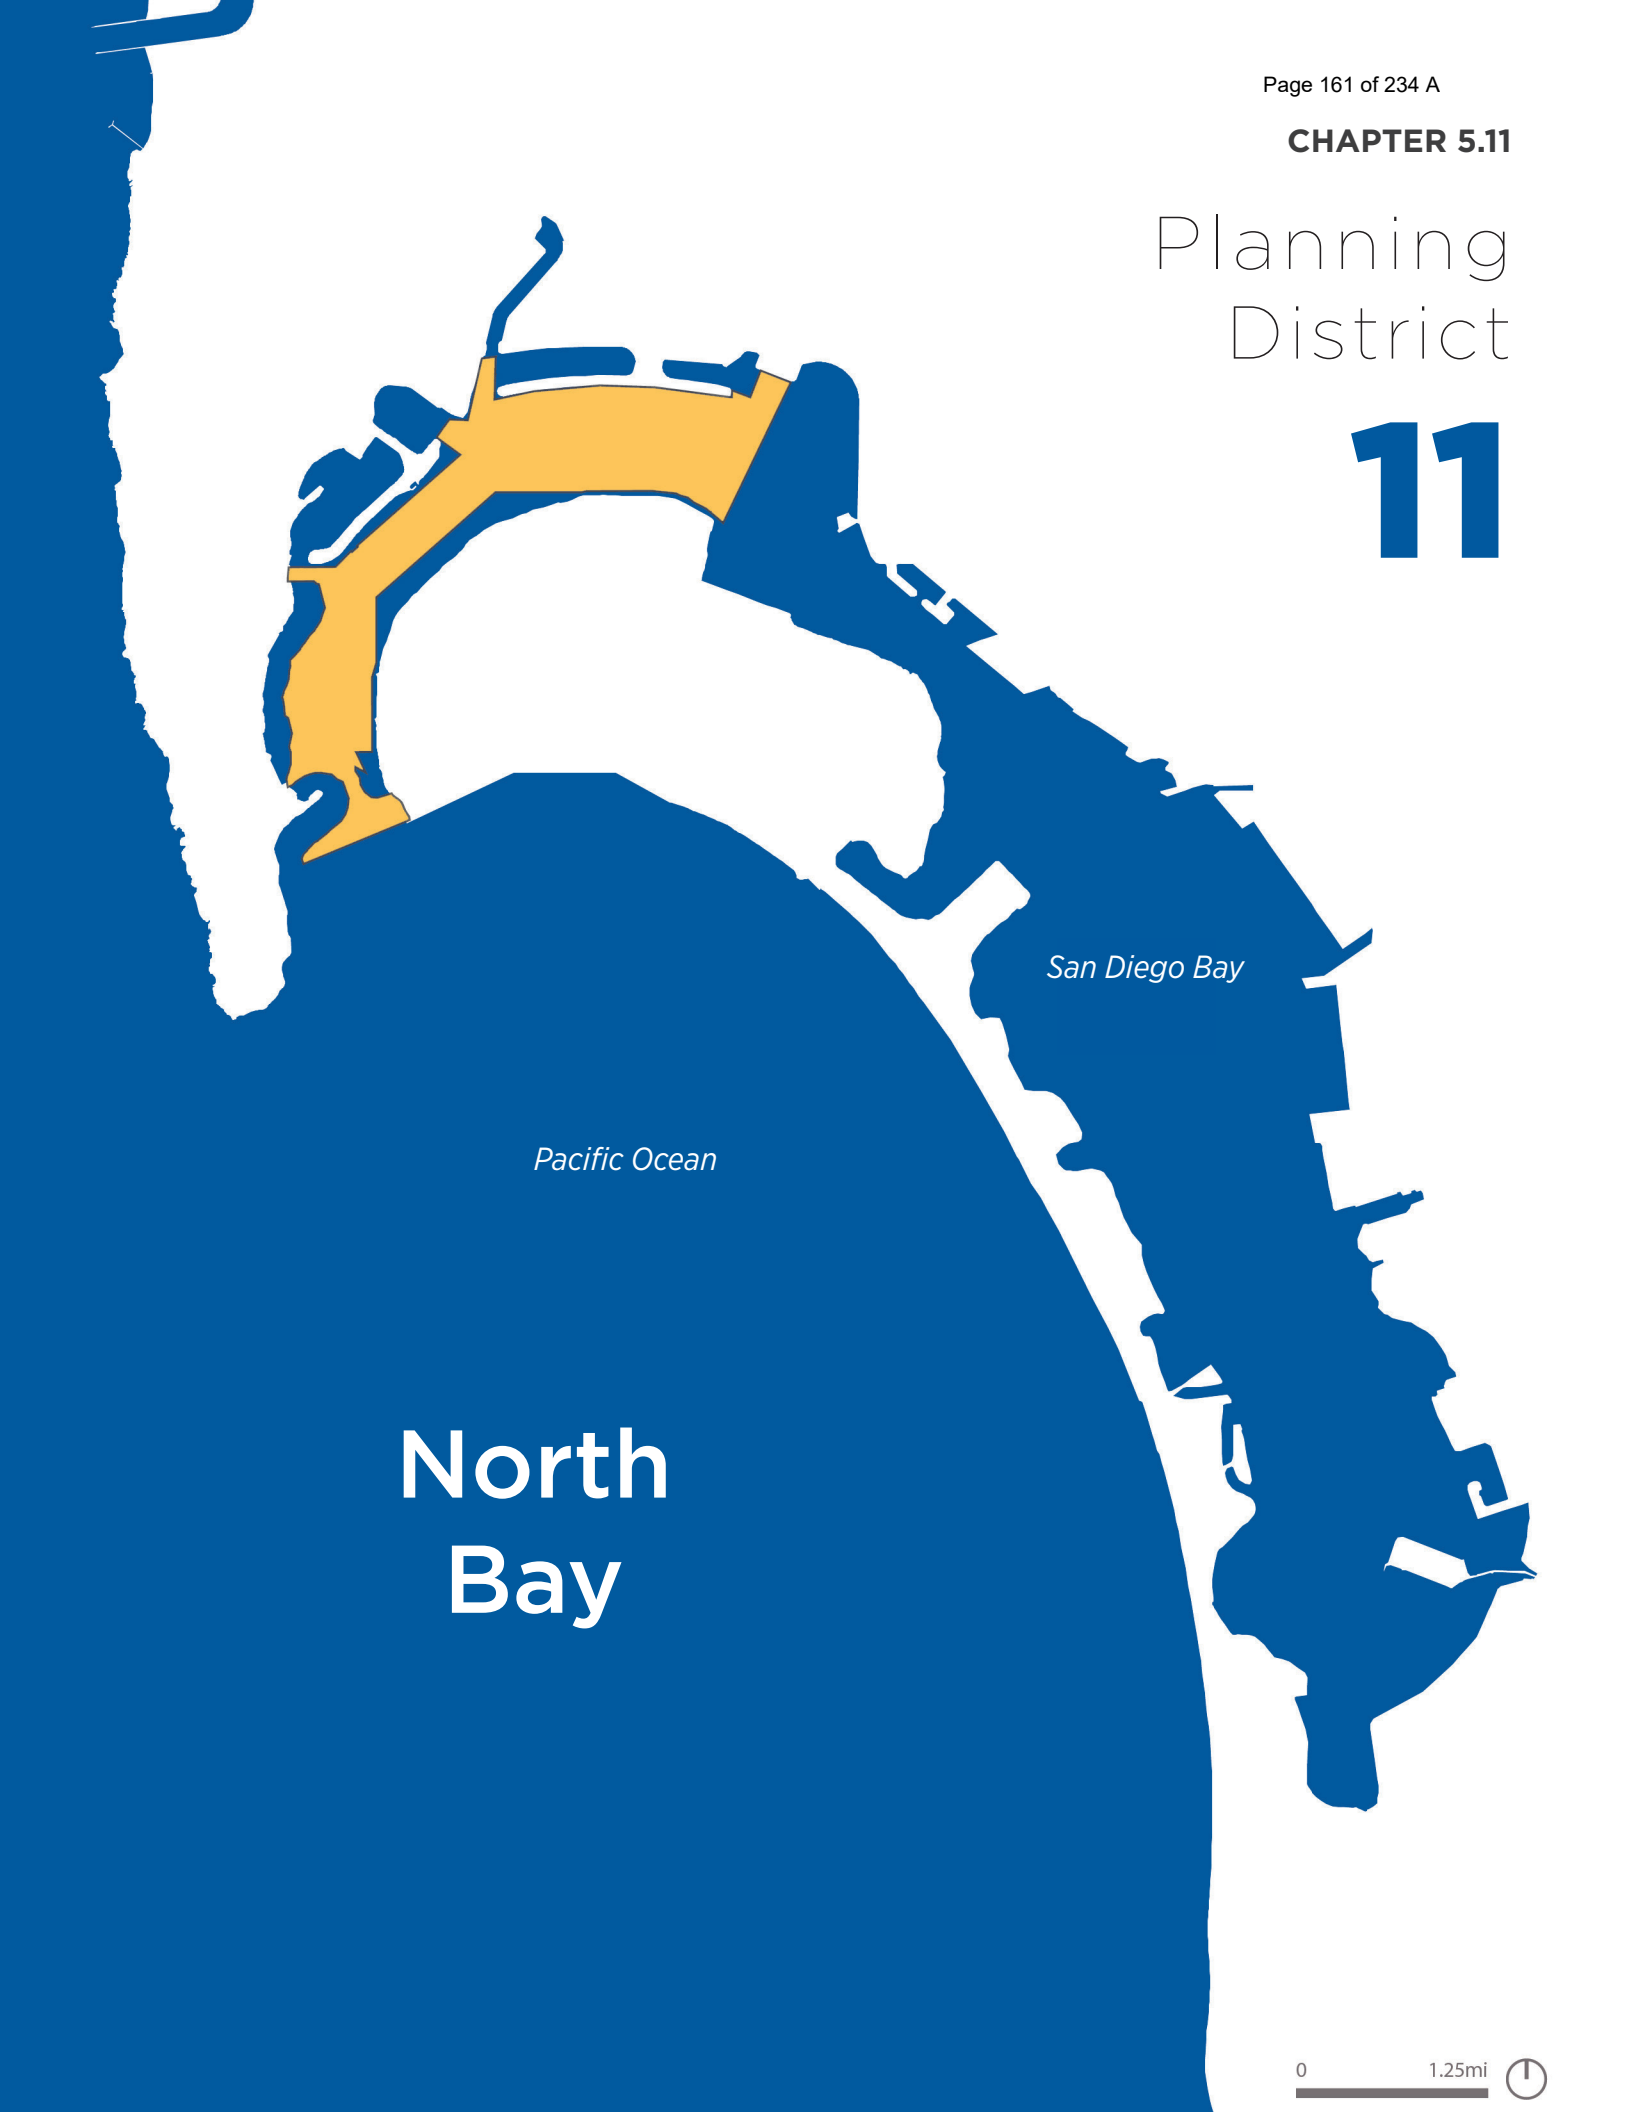 Page 161 of 234 A
CHAPTER 5.11
Planning
District
11
San Diego Bay
Pacific Ocean
North
Bay
0 1.25mi